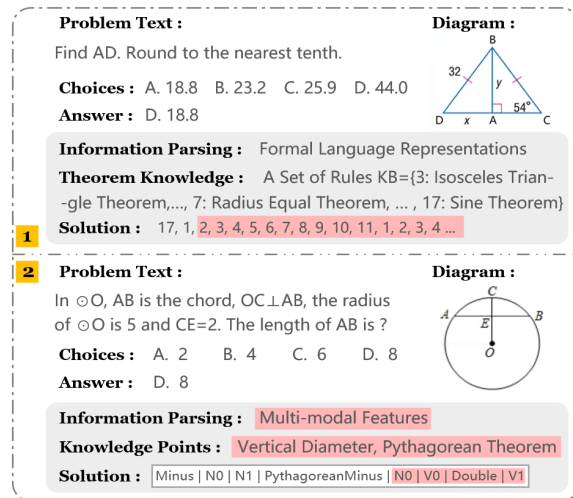 Problem Text :
Diagram :
Find AD. Round to the nearest tenth.
B
32
y
54°
D
x
A
C
Choices : A. 18.8 B. 23.2 C. 25.9 D. 44.0
Answer : D. 18.8
Information Parsing : Formal Language Representations
Theorem Knowledge : A Set of Rules KB={3: Isosceles Trian-
-gle Theorem,..., 7: Radius Equal Theorem, ... , 17: Sine Theorem}
Solution : 17, 1, 2, 3, 4, 5, 6, 7, 8, 9, 10, 11, 1, 2, 3, 4 ...
1
2
Problem Text :
Diagram :
In ⊙O, AB is the chord, OC⊥AB, the radius
of ⊙O is 5 and CE=2. The length of AB is ?
C
A
B
E
O
Choices : A. 2 B. 4 C. 6 D. 8
Answer : D. 8
Information Parsing : Multi-modal Features
Knowledge Points : Vertical Diameter, Pythagorean Theorem
Solution : Minus | N0 | N1 | PythagoreanMinus | N0 | V0 | Double | V1